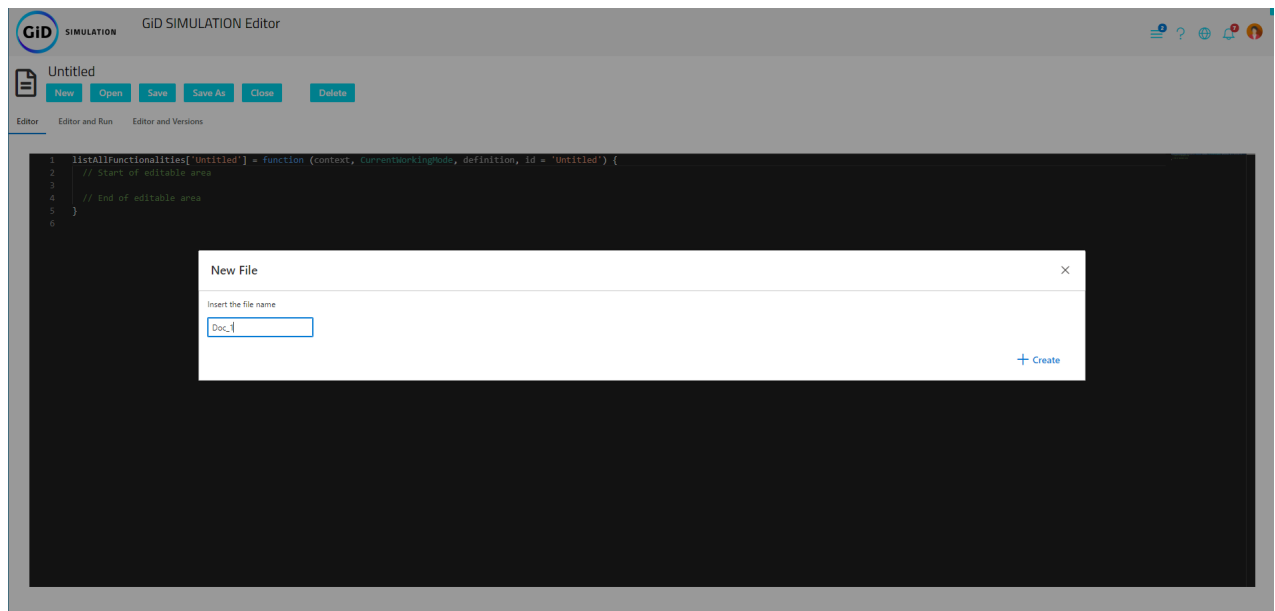 GiD SIMULATION
GiD SIMULATION Editor
Untitled
New Open Save Save As Close Delete
Editor Editor and Run Editor and Versions
1 listAllFunctionalities['Untitled'] = function (context, CurrentWorkingMode, definition, id = 'Untitled') {
2 // Start of editable area
3
4 // End of editable area
5 }
6
New File
Insert the file name
Doc_1
+ Create